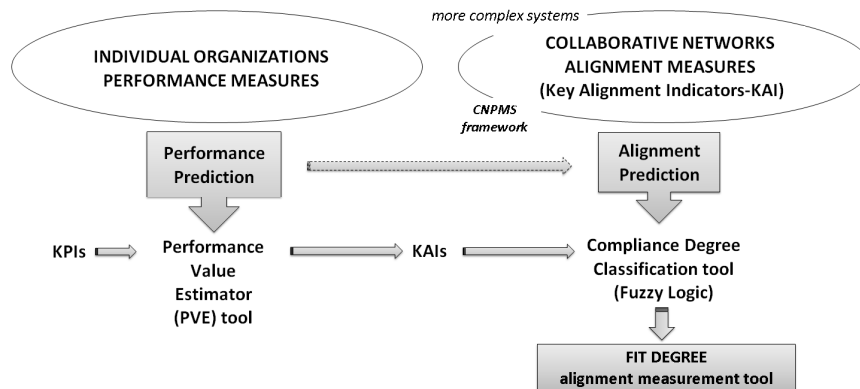 more complex systems
INDIVIDUAL ORGANIZATIONS
PERFORMANCE MEASURES
COLLABORATIVE NETWORKS
ALIGNMENT MEASURES
(Key Alignment Indicators-KAI)
CNPMS
framework
Performance
Prediction
Alignment
Prediction
KPIs
Performance
Value
Estimator
(PVE) tool
KAIs
Compliance Degree
Classification tool
(Fuzzy Logic)
FIT DEGREE
alignment measurement tool